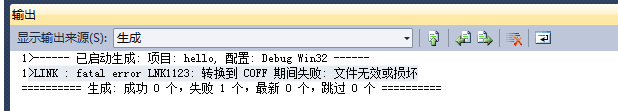 输出
显示输出来源(S): 生成
1>------ 已启动生成: 项目: hello, 配置: Debug Win32 ------
1>LINK : fatal error LNK1123: 转换到 COFF 期间失败: 文件无效或损坏
========== 生成: 成功 0 个，失败 1 个，最新 0 个，跳过 0 个 ==========